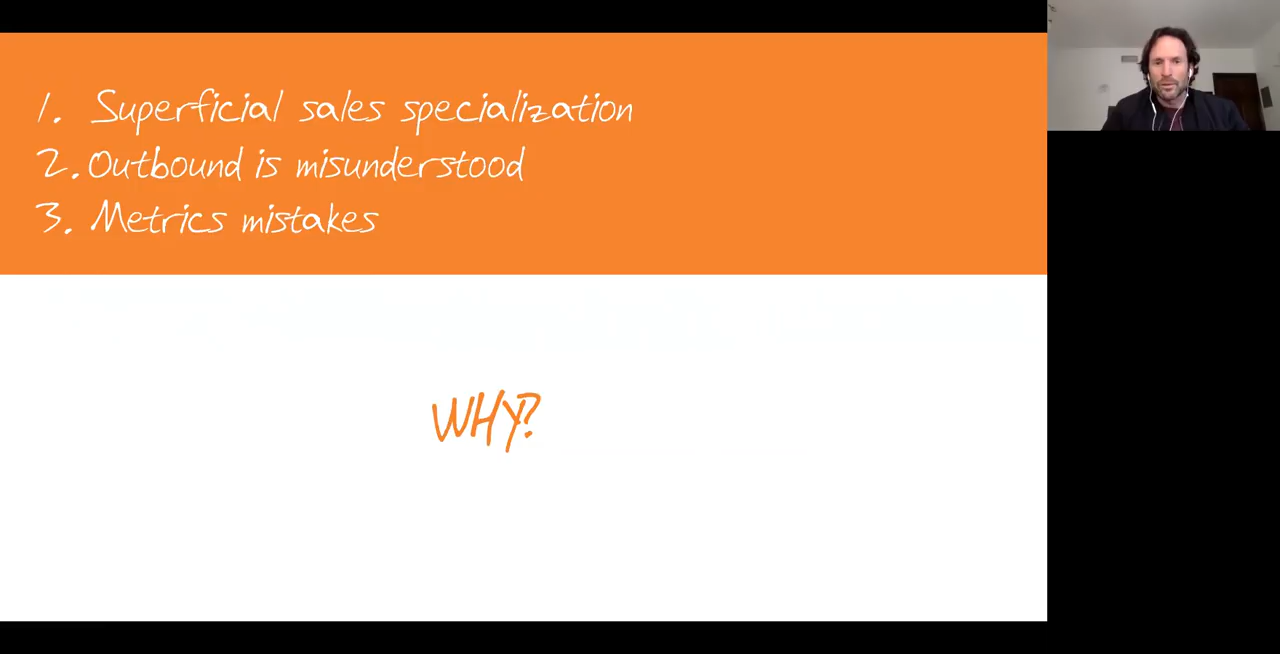 1. Superficial sales specialization
2. Outbound is misunderstood
3. Metrics mistakes
WHY?